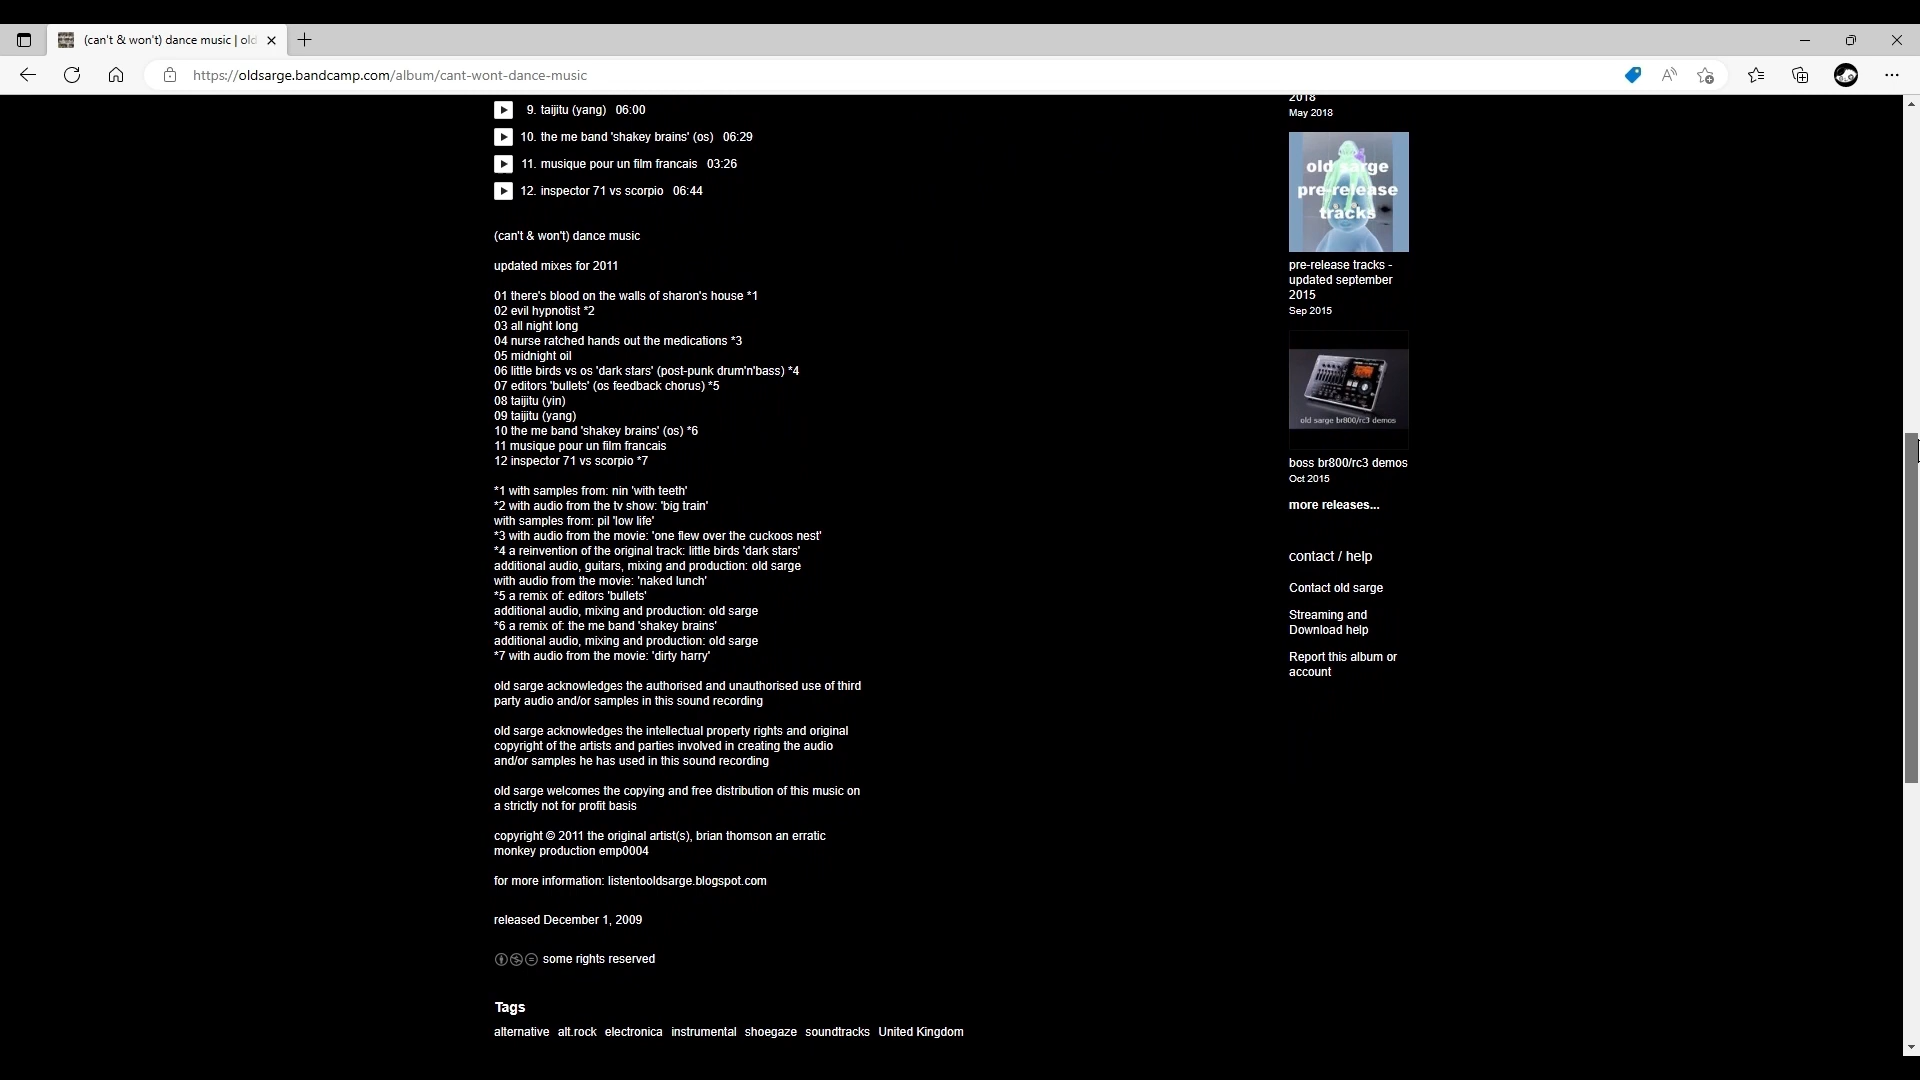 (can't & won't) dance music | old
https://oldsarge.bandcamp.com/album/cant-wont-dance-music
9. taijitu (yang) 06:00
10. the me band 'shakey brains' (os) 06:29
11. musique pour un film francais 03:26
12. inspector 71 vs scorpio 06:44
(can't & won't) dance music
updated mixes for 2011
01 there's blood on the walls of sharon's house *1
02 evil hypnotist *2
03 all night long
04 nurse ratched hands out the medications *3
05 midnight oil
06 little birds vs os 'dark stars' (post-punk drum'n'bass) *4
07 editors 'bullets' (os feedback chorus) *5
08 taijitu (yin)
09 taijitu (yang)
10 the me band 'shakey brains' (os) *6
11 musique pour un film francais
12 inspector 71 vs scorpio *7
*1 with samples from: nin 'with teeth'
*2 with audio from the tv show: 'big train'
with samples from: pil 'low life'
*3 with audio from the movie: 'one flew over the cuckoos nest'
*4 a reinvention of the original track: little birds 'dark stars'
additional audio, guitars, mixing and production: old sarge
with audio from the movie: 'naked lunch'
*5 a remix of: editors 'bullets'
additional audio, mixing and production: old sarge
*6 a remix of: the me band 'shakey brains'
additional audio, mixing and production: old sarge
*7 with audio from the movie: 'dirty harry'
old sarge acknowledges the authorised and unauthorised use of third
party audio and/or samples in this sound recording
old sarge acknowledges the intellectual property rights and original
copyright of the artists and parties involved in creating the audio
and/or samples he has used in this sound recording
old sarge welcomes the copying and free distribution of this music on
a strictly not for profit basis
copyright © 2011 the original artist(s), brian thomson an erratic
monkey production emp0004
for more information: listentooldsarge.blogspot.com
released December 1, 2009
some rights reserved
Tags
alternative alt.rock electronica instrumental shoegaze soundtracks United Kingdom
2018
May 2018
old sarge
pre-release
tracks
pre-release tracks -
updated september
2015
Sep 2015
old sarge br800/rc3 demos
boss br800/rc3 demos
Oct 2015
more releases...
contact / help
Contact old sarge
Streaming and
Download help
Report this album or
account